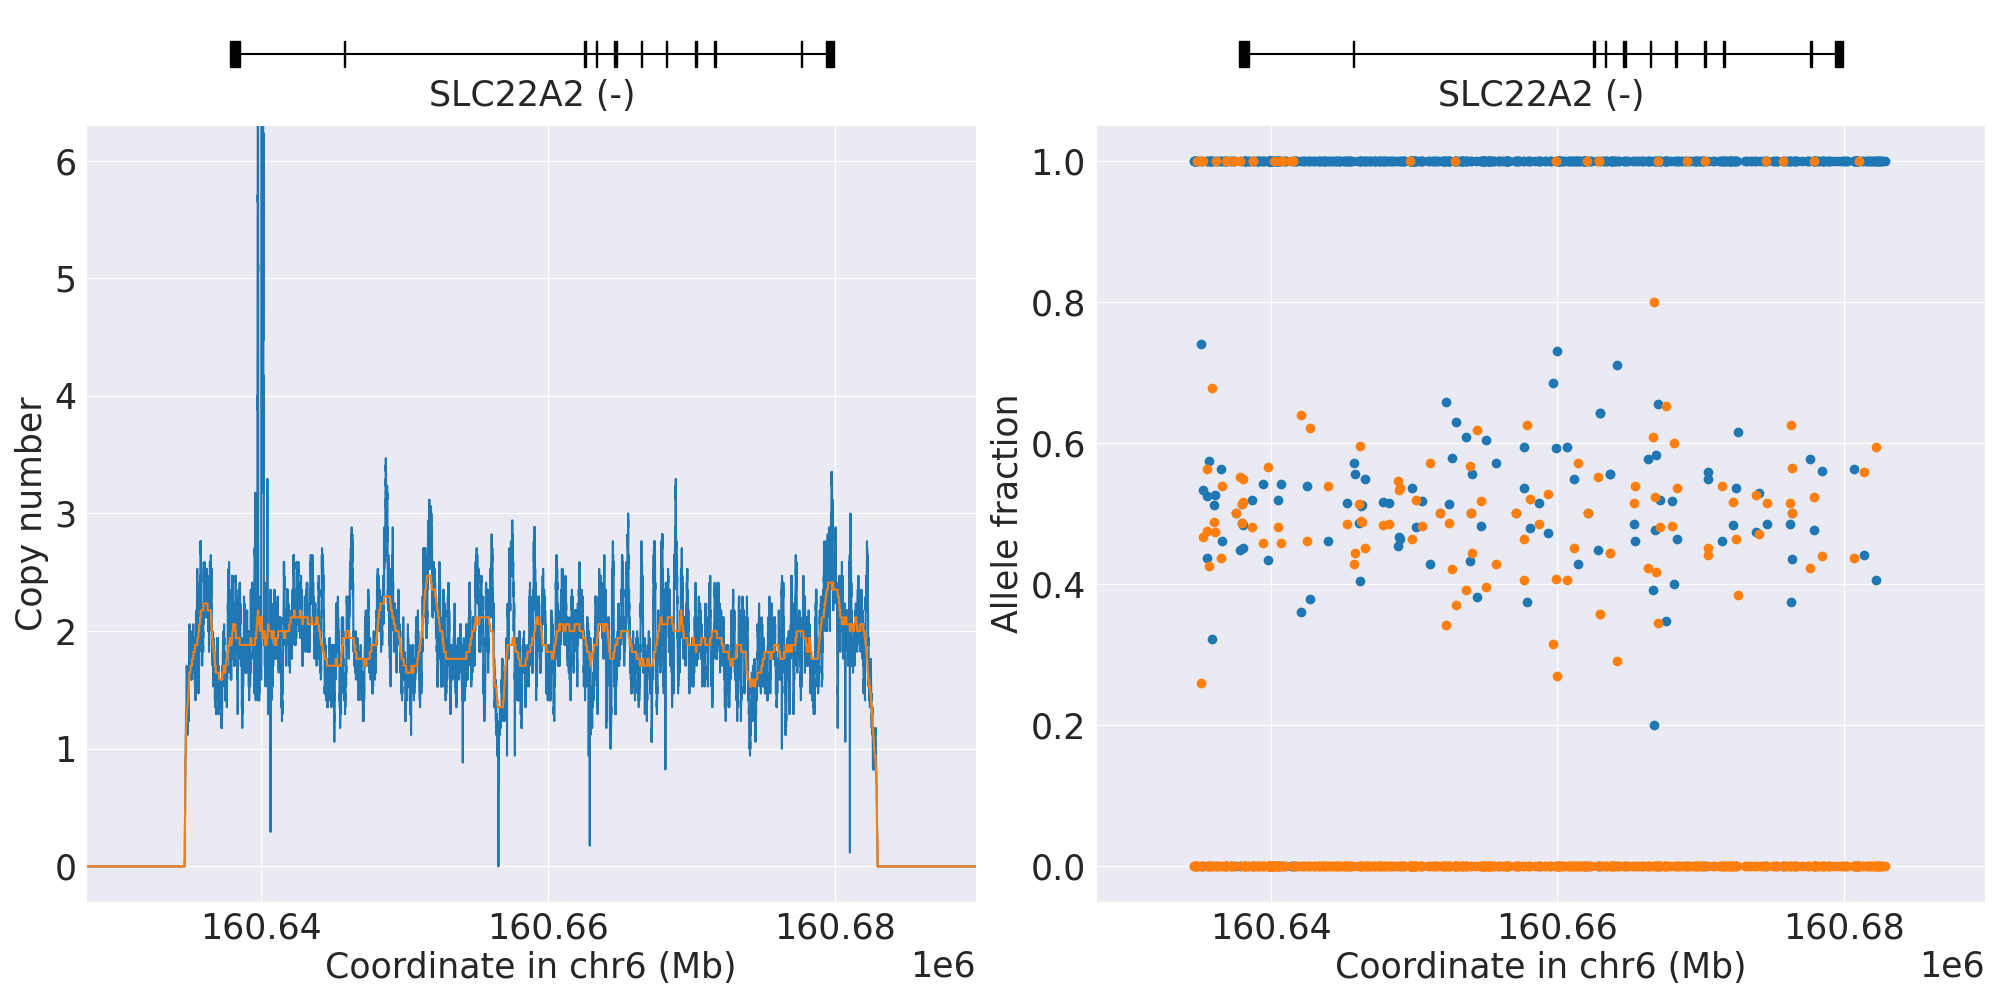 SLC22A2 (-)
6
5
4
3
2
1
0
Copy number
160.64
160.66
160.68
Coordinate in chr6 (Mb)
1e6
SLC22A2 (-)
1.0
0.8
0.6
0.4
0.2
0.0
Allele fraction
160.64
160.66
160.68
Coordinate in chr6 (Mb)
1e6